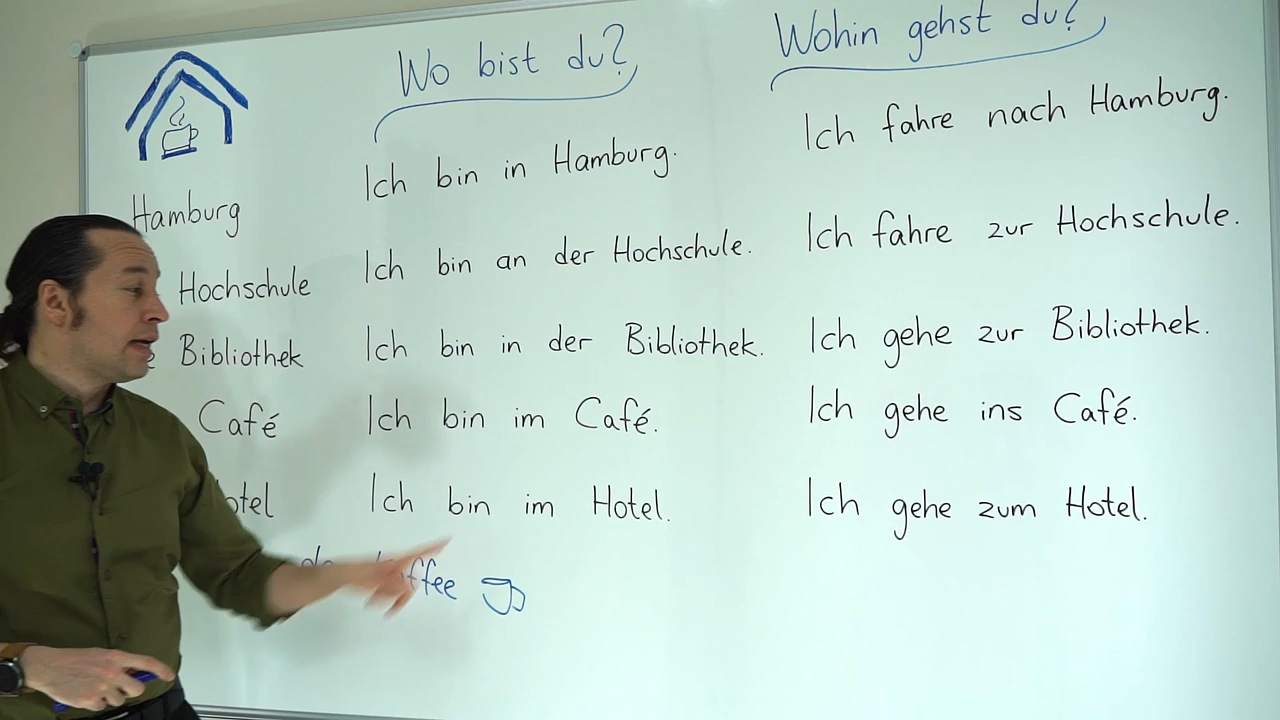 Wo bist du?
Wohin gehst du?
Hamburg
Ich bin in Hamburg.
Ich fahre nach Hamburg.
Hochschule
Ich bin an der Hochschule.
Ich fahre zur Hochschule.
Bibliothek
Ich bin in der Bibliothek.
Ich gehe zur Bibliothek.
Café
Ich bin im Café.
Ich gehe ins Café.
Ich bin im Hotel.
Ich gehe zum Hotel.